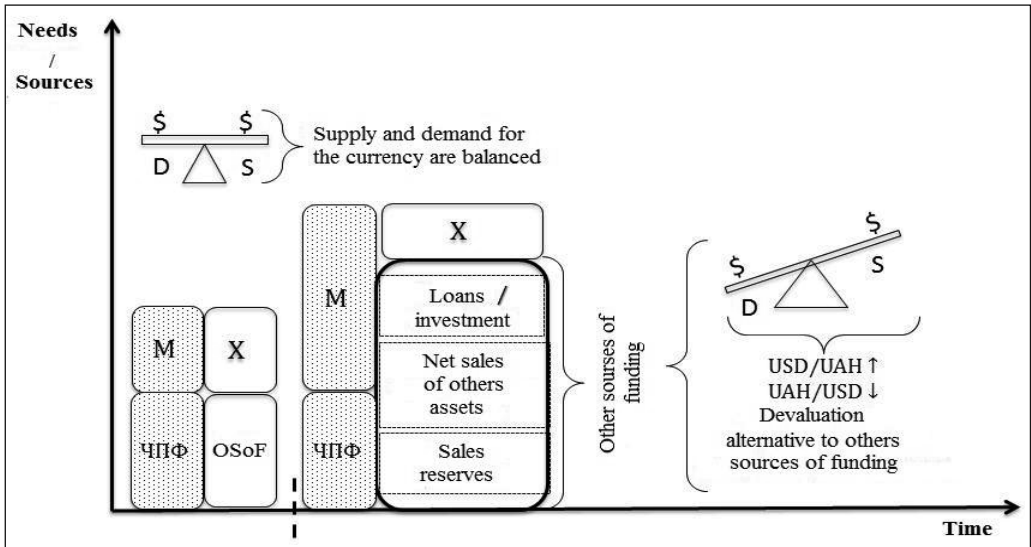 Needs
/
Sources
$ $
D S
Supply and demand for
the currency are balanced
M X
ЧПФ OSoF
M
ЧПФ
X
Loans /
investment
Net sales
of others
assets
Sales
reserves
Other sourses of
funding
$ $
D S
USD/UAH ↑
UAH/USD ↓
Devaluation
alternative to others
sources of funding
Time